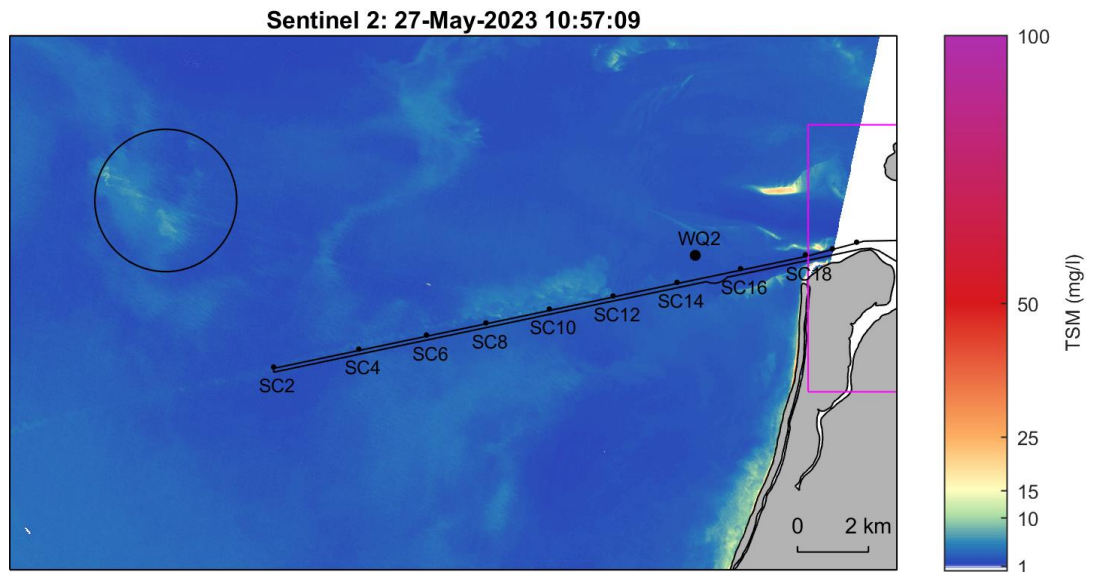 Sentinel 2: 27-May-2023 10:57:09
WQ2
SC18
SC16
SC14
SC12
SC10
SC8
SC6
SC4
SC2
0 2 km
100
50
25
15
10
1
TSM (mg/l)